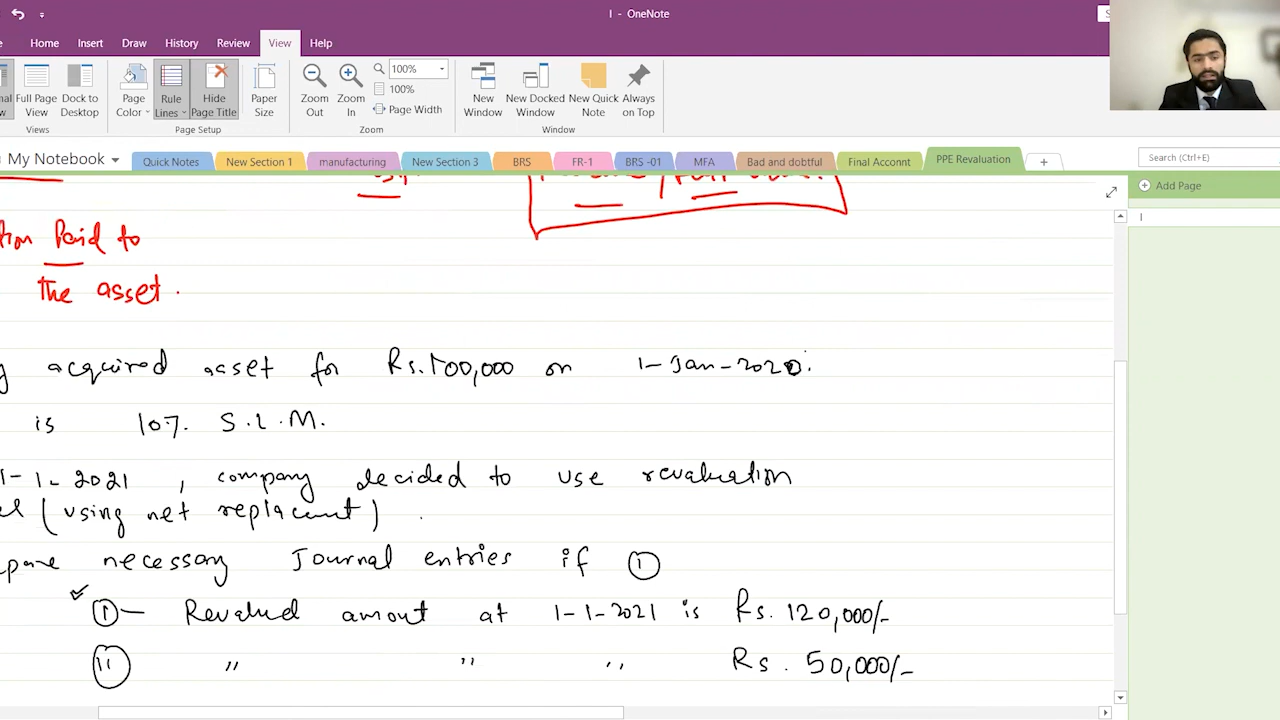 I - OneNote
Home Insert Draw History Review View Help
Full Page View Dock to Desktop Page Color Rule Lines Hide Page Title Paper Size Zoom Out Zoom In 100% 100% Page Width New Window New Docked Window New Quick Note Always on Top
Views Page Setup Zoom Window
My Notebook Quick Notes New Section 1 manufacturing New Section 3 BRS FR-1 BRS -01 MFA Bad and doubtful Final Acconnt PPE Revaluation + Search (Ctrl+E)
Add Page
I
Paid to
the asset.
acquired asset for Rs.100,000 on 1-Jan-2020.
is 10% S.L.M.
1-1-2021, company decided to use revaluation
(using net replacemt).
necessary Journal entries if (1)
(1)- Revalued amout at 1-1-2021 is Rs. 120,000/-
(11) " " " Rs. 50,000/-